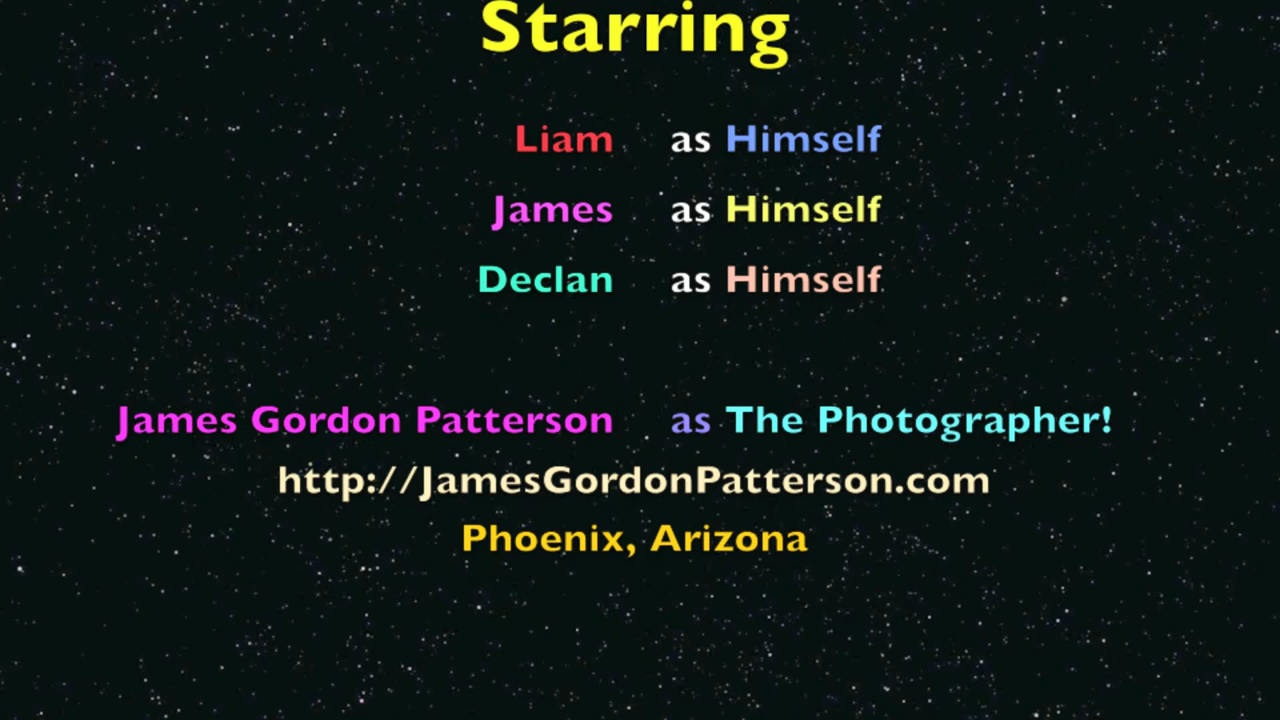 Starring
Liam as Himself
James as Himself
Declan as Himself
James Gordon Patterson as The Photographer!
http://JamesGordonPatterson.com
Phoenix, Arizona